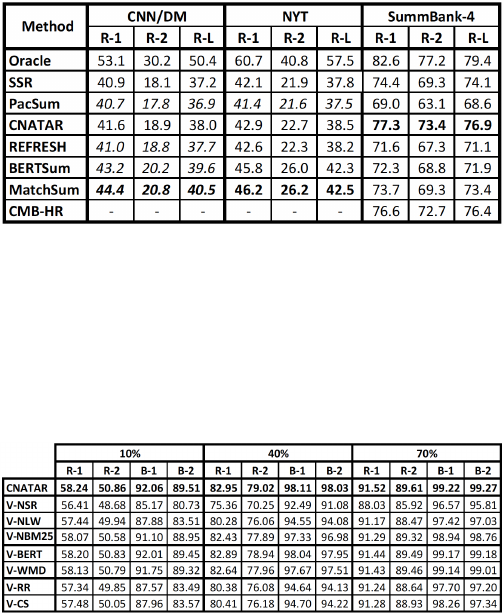 Method CNN/DM NYT SummBank-4
R-1 R-2 R-L R-1 R-2 R-L R-1 R-2 R-L
Oracle 53.1 30.2 50.4 60.7 40.8 57.5 82.6 77.2 79.4
SSR 40.9 18.1 37.2 42.1 21.9 37.8 74.4 69.3 74.1
PacSum 40.7 17.8 36.9 41.4 21.6 37.5 69.0 63.1 68.6
CNATAR 41.6 18.9 38.0 42.9 22.7 38.5 77.3 73.4 76.9
REFRESH 41.0 18.8 37.7 42.6 22.3 38.2 71.6 67.3 71.1
BERTSum 43.2 20.2 39.6 45.8 26.0 42.3 72.3 68.8 71.9
MatchSum 44.4 20.8 40.5 46.2 26.2 42.5 73.7 69.3 73.4
CMB-HR - - - - - - 76.6 72.7 76.4
10% 40% 70%
R-1 R-2 B-1 B-2 R-1 R-2 B-1 B-2 R-1 R-2 B-1 B-2
CNATAR 58.24 50.86 92.06 89.51 82.95 79.02 98.11 98.03 91.52 89.61 99.22 99.27
V-NSR 56.41 48.68 85.17 80.73 75.36 70.25 92.49 91.08 88.03 85.92 96.57 95.81
V-NLW 57.44 49.94 87.88 83.51 80.28 76.06 94.55 94.08 91.17 88.47 97.42 97.03
V-NBM25 58.07 50.58 91.10 88.95 82.43 77.89 97.33 96.98 91.29 89.32 98.94 98.76
V-BERT 58.20 50.83 92.01 89.45 82.89 78.94 98.04 97.95 91.44 89.49 99.17 99.18
V-WMD 58.13 50.79 91.75 89.32 82.84 77.96 97.67 97.51 91.43 89.46 99.14 99.01
V-RR 57.34 49.85 87.57 83.49 80.38 76.08 94.64 94.13 91.24 88.64 97.70 97.20
V-CS 57.48 50.05 87.96 83.57 80.41 76.18 94.70 94.22 91.28 88.93 98.26 97.31